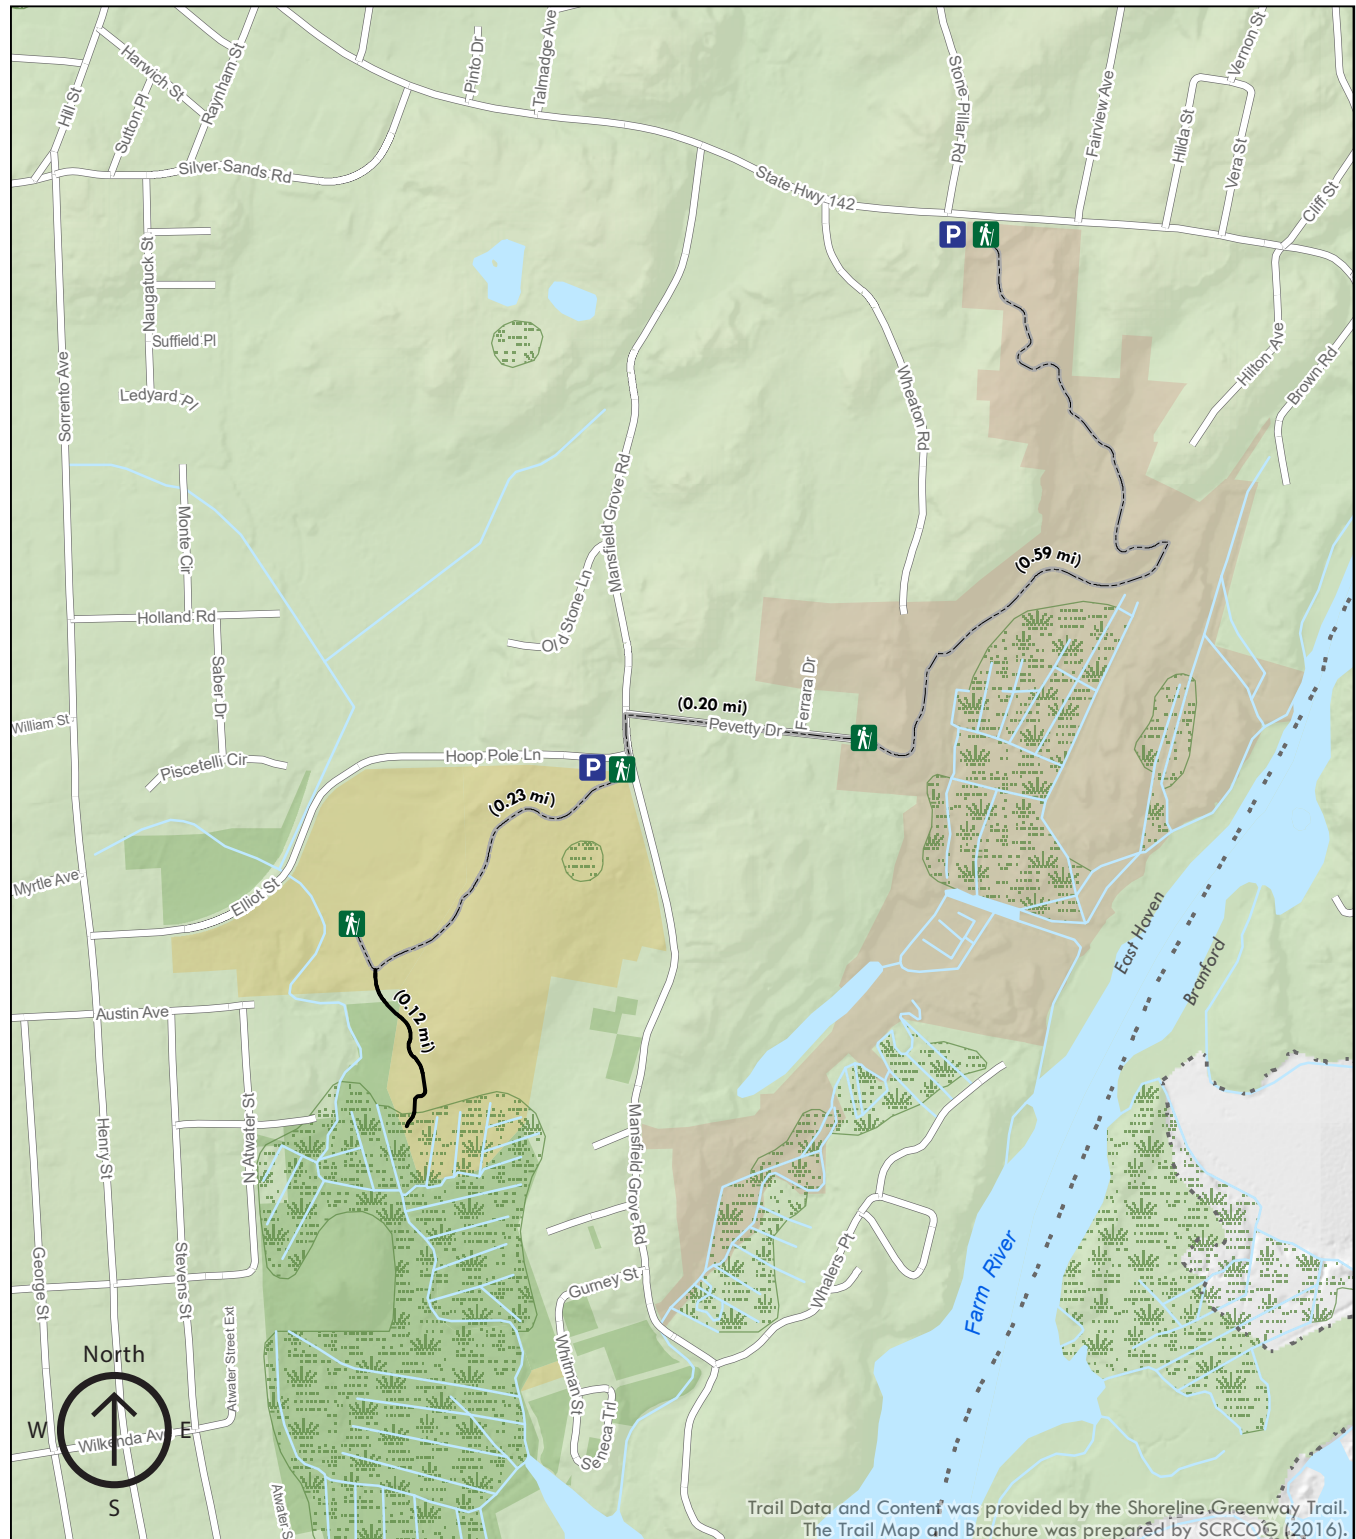 Hill St
Harwich St
Sutton Pl
Raynham St
Pinto Dr
Talmadge Ave
Stone Pillar Rd
Fairview Ave
Vernon St
Hilda St
Vera St
Cliff St
Silver Sands Rd
State Hwy 142
P
Naugatuck St
Suffield Pl
Ledyard Pl
Sorrento Ave
Wheaton Rd
Hilton Ave
Brown Rd
Mansfield Grove Rd
Monte Cir
Old Stone Ln
(0.59 mi)
Holland Rd
Saber Dr
William St
Piscetelli Cir
(0.20 mi)
Pevetty Dr
Ferrara Dr
Hoop Pole Ln
P
(0.23 mi)
Myrtle Ave
Elliot St
East Haven
Branford
(0.12 mi)
Austin Ave
Henry St
N Atwater St
Mansfield Grove Rd
George St
Stevens St
Whalers Pt
Farm River
Gurney St
Whitman St
Seneca Trl
Atwater Street Ext
North
W
E
Wilkenda Av
S
Atwater S
Trail Data and Content was provided by the Shoreline Greenway Trail.
The Trail Map and Brochure was prepared by SCRCOG (2016).